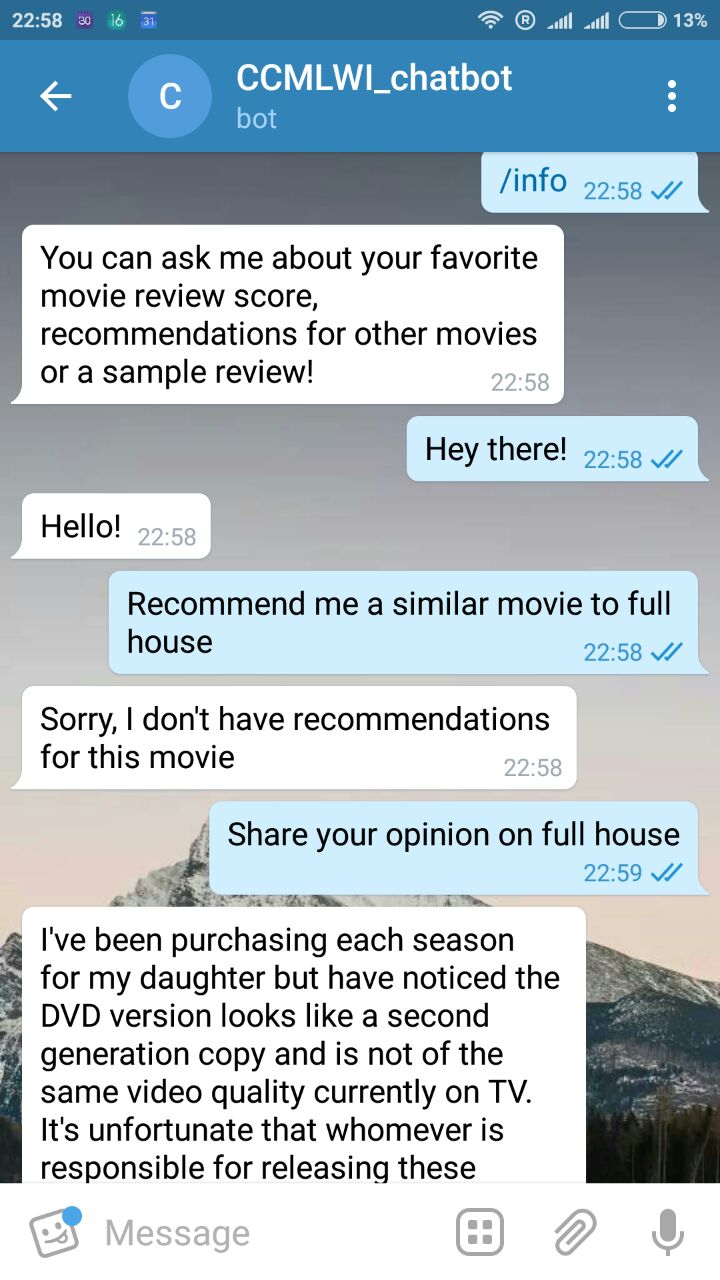 22:58 30 16 31 R 13%
C
CCMLWI_chatbot
bot
/info 22:58
You can ask me about your favorite
movie review score,
recommendations for other movies
or a sample review! 22:58
Hey there! 22:58
Hello! 22:58
Recommend me a similar movie to full
house 22:58
Sorry, I don't have recommendations
for this movie 22:58
Share your opinion on full house
22:59
I've been purchasing each season
for my daughter but have noticed the
DVD version looks like a second
generation copy and is not of the
same video quality currently on TV.
It's unfortunate that whomever is
responsible for releasing these
Message